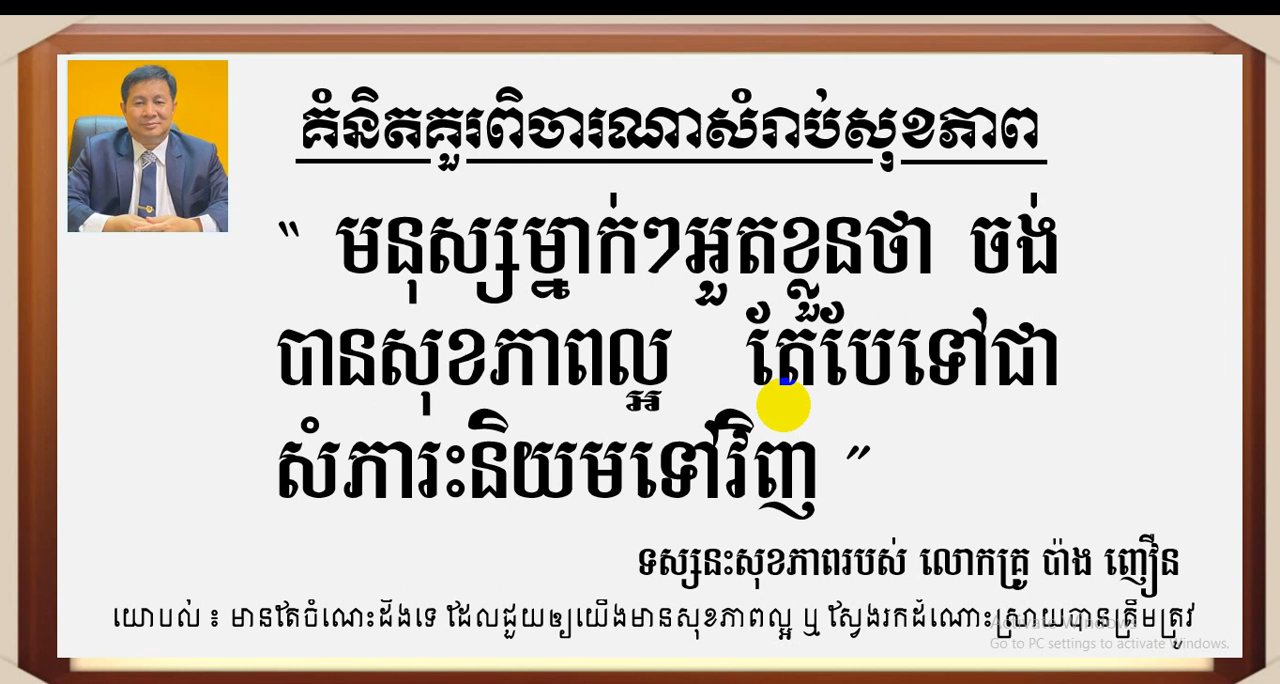 គំនិតគួរពិចារណាសំរាប់សុខភាព
“ មនុស្សម្នាក់ៗអួតខ្លួនថា ចង់
បានសុខភាពល្អ តែបែទៅជា
សំភារះនិយមទៅវិញ ”
ទស្សនះសុខភាពរបស់ លោកគ្រូ ប៉ាង ញឿន
យោបល់ ៖ មានតែចំណេះដឹងទេ ដែលជួយឲ្យយើងមានសុខភាពល្អ ឬ ស្វែងរកដំណោះស្រាយបានត្រឹមត្រូវ
Activate Windows
Go to PC settings to activate Windows.